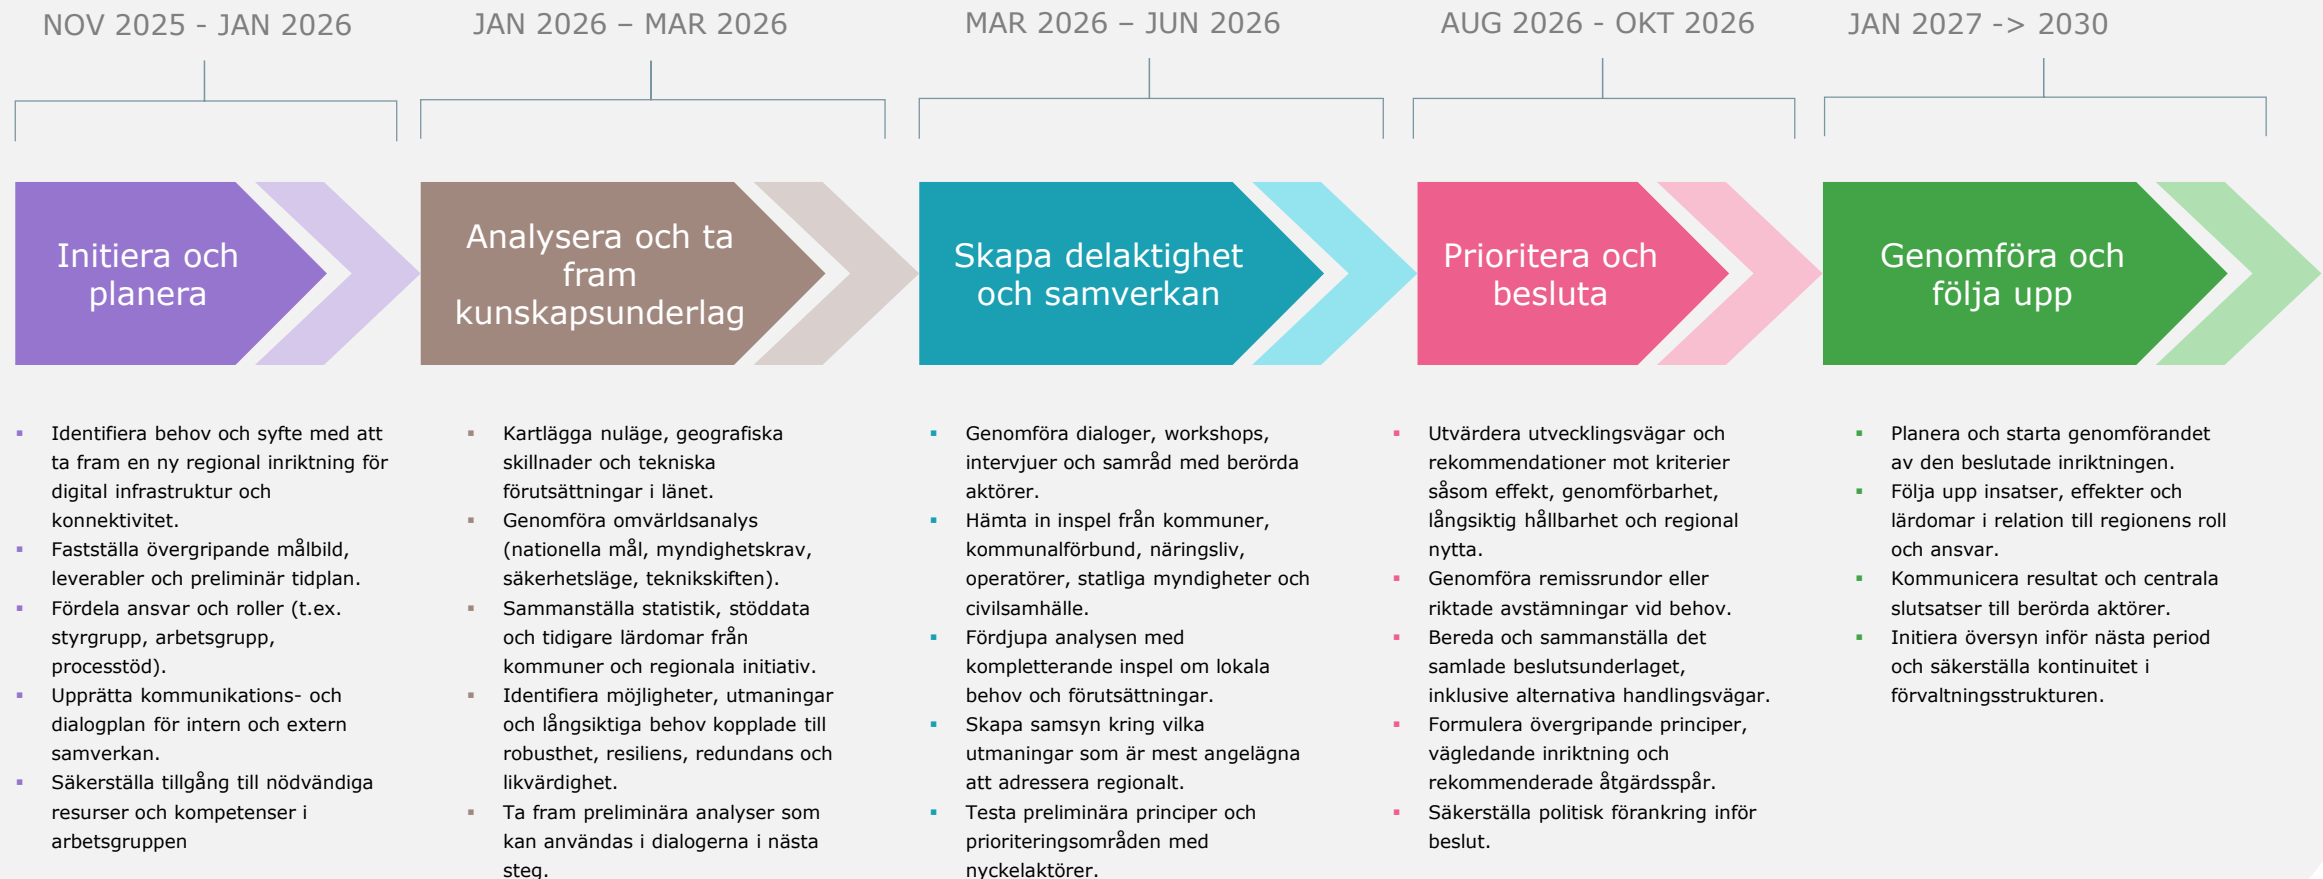 NOV 2025 - JAN 2026
JAN 2026 – MAR 2026
MAR 2026 – JUN 2026
AUG 2026 - OKT 2026
JAN 2027 -> 2030
Initiera och
planera
Analysera och ta
fram
kunskapsunderlag
Skapa delaktighet
och samverkan
Prioritera och
besluta
Genomföra och
följa upp
▪ Identifiera behov och syfte med att
ta fram en ny regional inriktning för
digital infrastruktur och
konnektivitet.
▪ Fastställa övergripande målbild,
leverabler och preliminär tidplan.
▪ Fördela ansvar och roller (t.ex.
styrgrupp, arbetsgrupp,
processtöd).
▪ Upprätta kommunikations- och
dialogplan för intern och extern
samverkan.
▪ Säkerställa tillgång till nödvändiga
resurser och kompetenser i
arbetsgruppen
▪ Kartlägga nuläge, geografiska
skillnader och tekniska
förutsättningar i länet.
▪ Genomföra omvärldsanalys
(nationella mål, myndighetskrav,
säkerhetsläge, teknikskiften).
▪ Sammanställa statistik, stöddata
och tidigare lärdomar från
kommuner och regionala initiativ.
▪ Identifiera möjligheter, utmaningar
och långsiktiga behov kopplade till
robusthet, resiliens, redundans och
likvärdighet.
▪ Ta fram preliminära analyser som
kan användas i dialogerna i nästa
steg.
▪ Genomföra dialoger, workshops,
intervjuer och samråd med berörda
aktörer.
▪ Hämta in inspel från kommuner,
kommunalförbund, näringsliv,
operatörer, statliga myndigheter och
civilsamhälle.
▪ Fördjupa analysen med
kompletterande inspel om lokala
behov och förutsättningar.
▪ Skapa samsyn kring vilka
utmaningar som är mest angelägna
att adressera regionalt.
▪ Testa preliminära principer och
prioriteringsområden med
nyckelaktörer.
▪ Utvärdera utvecklingsvägar och
rekommendationer mot kriterier
såsom effekt, genomförbarhet,
långsiktig hållbarhet och regional
nytta.
▪ Genomföra remissrundor eller
riktade avstämningar vid behov.
▪ Bereda och sammanställa det
samlade beslutsunderlaget,
inklusive alternativa handlingsvägar.
▪ Formulera övergripande principer,
vägledande inriktning och
rekommenderade åtgärdsspår.
▪ Säkerställa politisk förankring inför
beslut.
▪ Planera och starta genomförandet
av den beslutade inriktningen.
▪ Följa upp insatser, effekter och
lärdomar i relation till regionens roll
och ansvar.
▪ Kommunicera resultat och centrala
slutsatser till berörda aktörer.
▪ Initiera översyn inför nästa period
och säkerställa kontinuitet i
förvaltningsstrukturen.